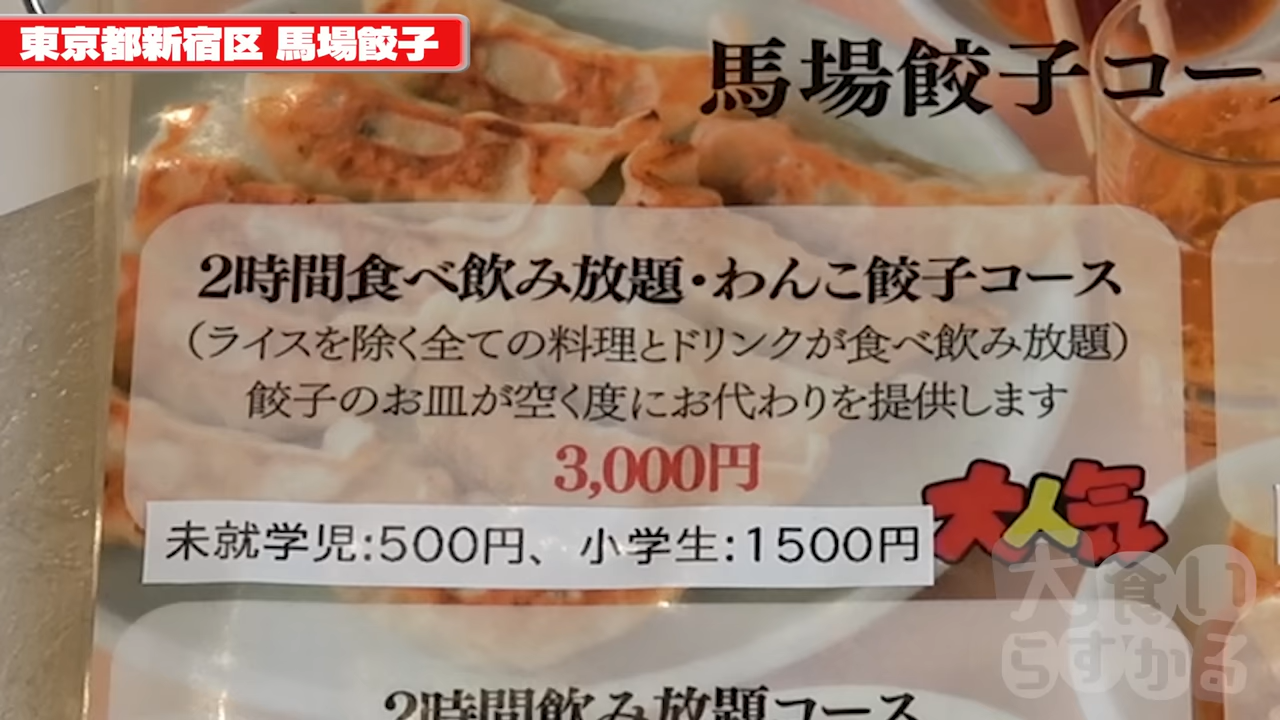 東京都新宿区 馬場餃子
馬場餃子コー
2時間食べ飲み放題・わんこ餃子コース
（ライスを除く全ての料理とドリンクが食べ飲み放題）
餃子のお皿が空く度にお代わりを提供します
3,000円
大人気
未就学児:500円、小学生:1500円
大食い
らすかる
2時間飲み放題コース